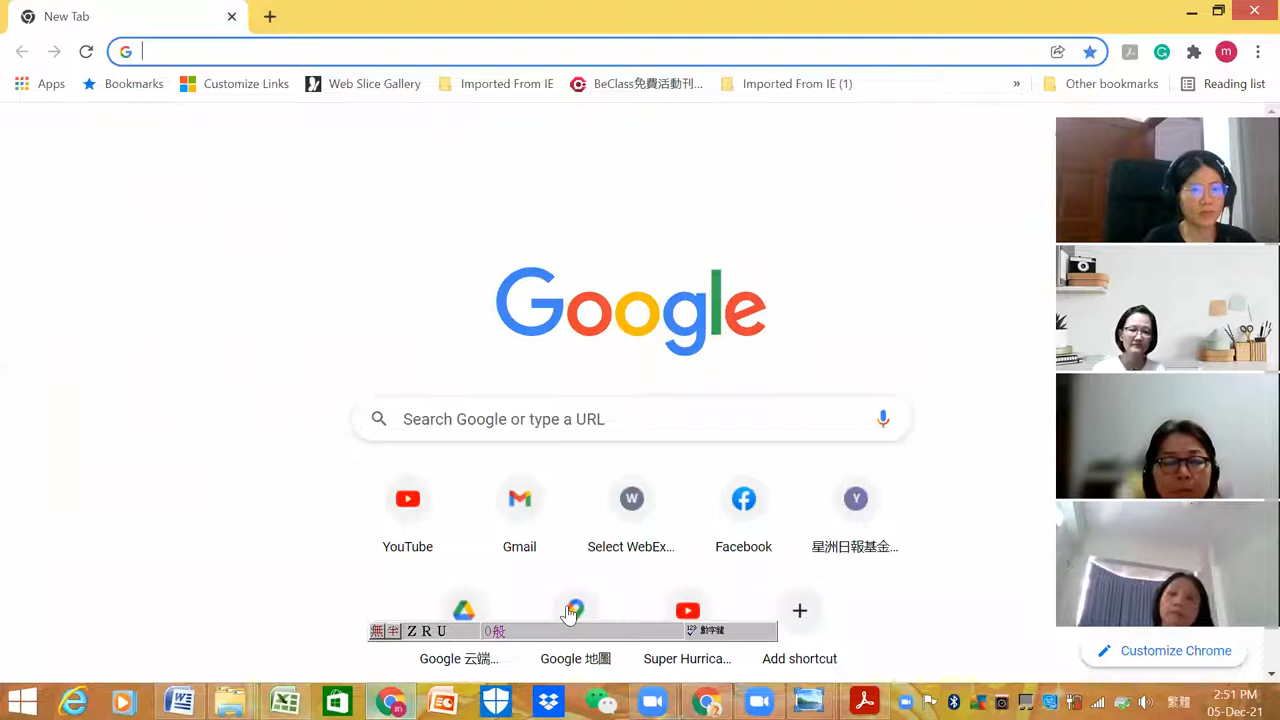 New Tab
Apps Bookmarks Customize Links Web Slice Gallery Imported From IE BeClass免費活動刊... Imported From IE (1) » Other bookmarks Reading list
Google
Search Google or type a URL
YouTube Gmail Select WebEx... Facebook 星洲日報基金...
無 半 Z R U 0般 123 數字鍵
Google 云端... Google 地圖 Super Hurrica... Add shortcut
Customize Chrome
繁體 2:51 PM
05-Dec-21